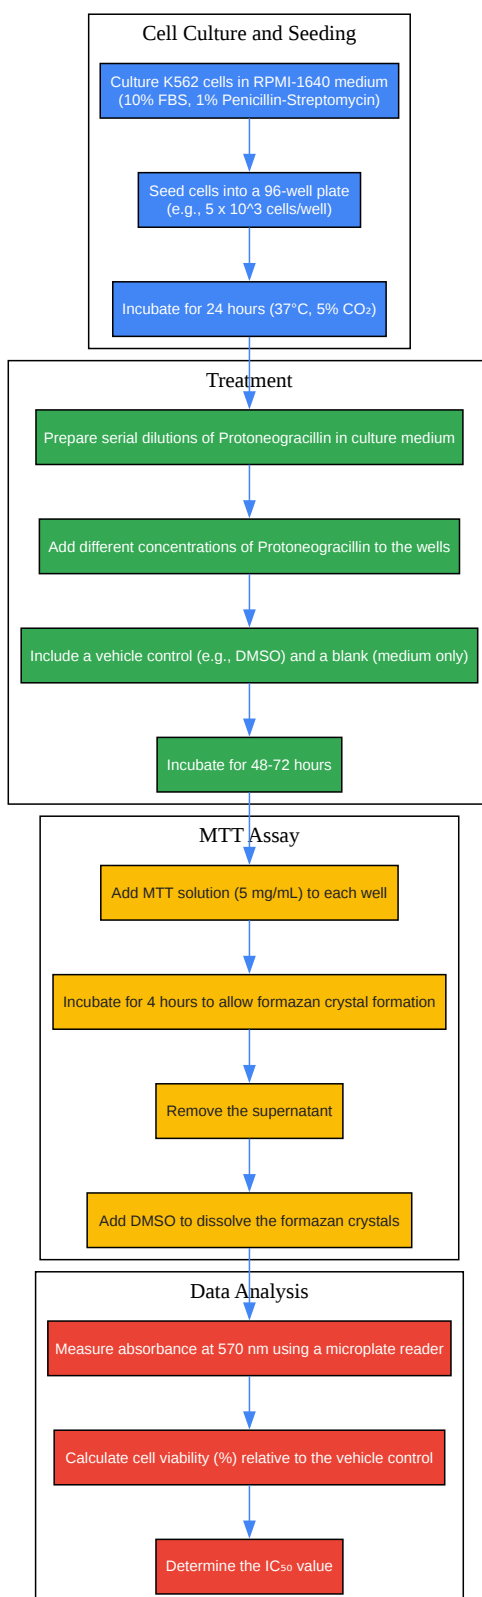 Cell Culture and Seeding
Culture K562 cells in RPMI-1640 medium
(10% FBS, 1% Penicillin-Streptomycin)
Seed cells into a 96-well plate
(e.g., 5 x 10^3 cells/well)
Incubate for 24 hours (37°C, 5% CO₂)
Treatment
Prepare serial dilutions of Protoneogracillin in culture medium
Add different concentrations of Protoneogracillin to the wells
Include a vehicle control (e.g., DMSO) and a blank (medium only)
Incubate for 48-72 hours
MTT Assay
Add MTT solution (5 mg/mL) to each well
Incubate for 4 hours to allow formazan crystal formation
Remove the supernatant
Add DMSO to dissolve the formazan crystals
Data Analysis
Measure absorbance at 570 nm using a microplate reader
Calculate cell viability (%) relative to the vehicle control
Determine the IC₅₀ value